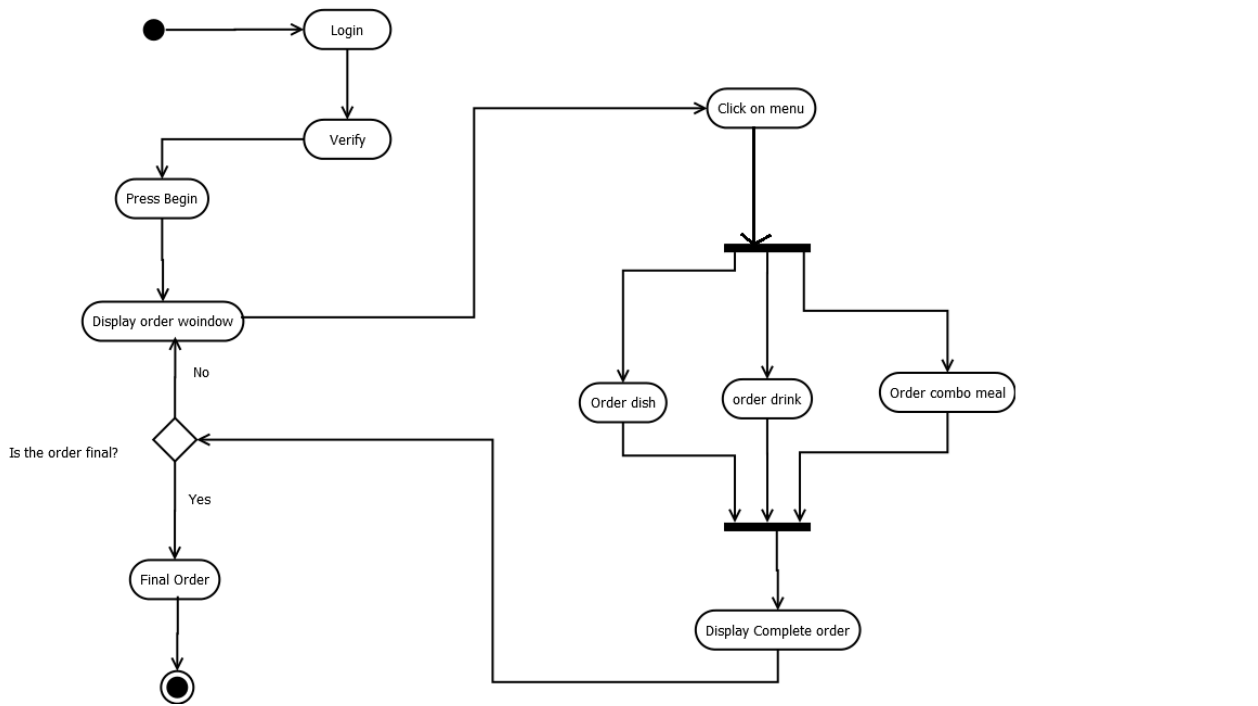 Login
Verify
Press Begin
Display order woindow
Click on menu
Order dish
order drink
Order combo meal
Display Complete order
Is the order final?
No
Yes
Final Order